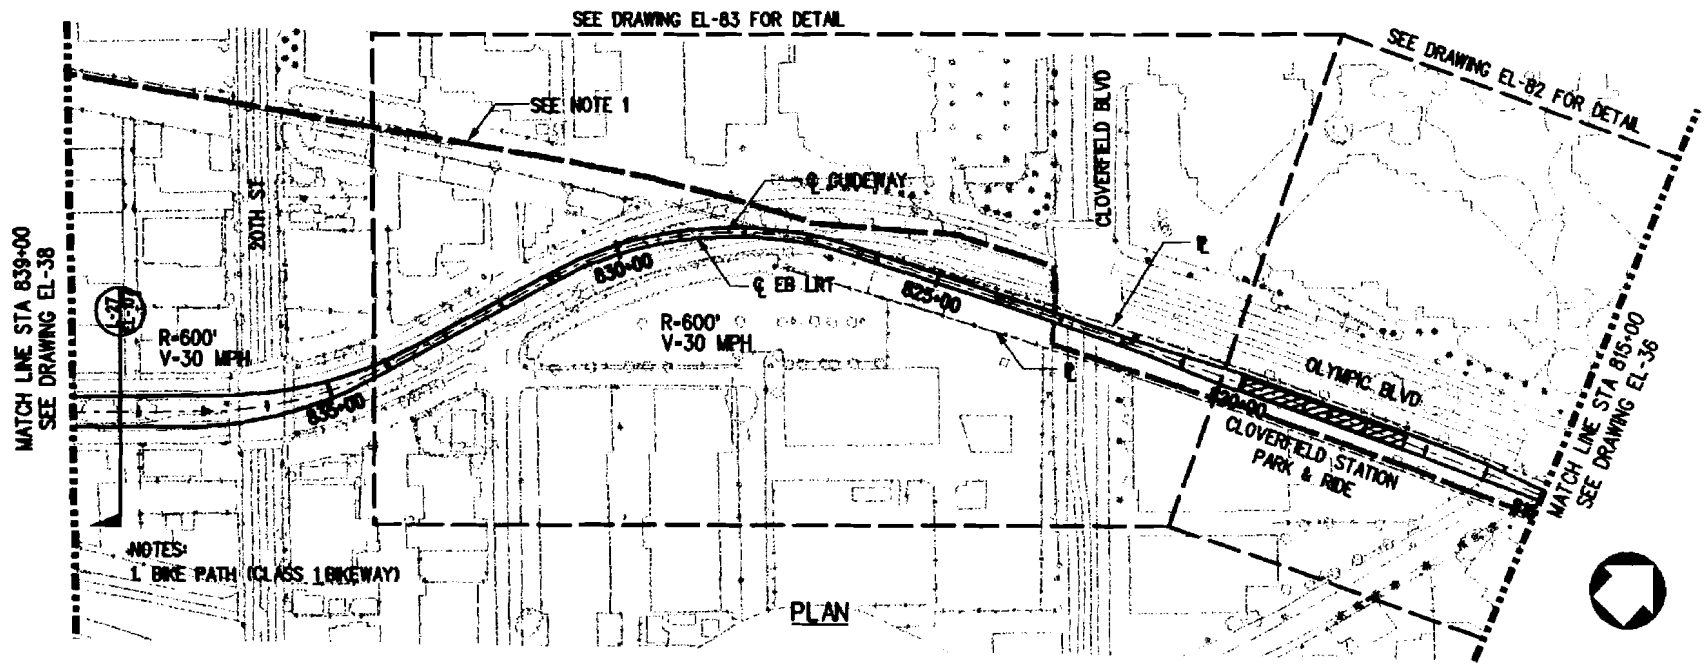 SEE DRAWING EL-83 FOR DETAIL
SEE DRAWING EL-82 FOR DETAIL
SEE NOTE 1
CLOVERFIELD BLVD
20TH ST
℄ GUIDEWAY
MATCH LINE STA 839+00
SEE DRAWING EL-38
830+00
℄ EB LRT
825+00
R=600'
V=30 MPH
R=600'
V=30 MPH
835+00
OLYMPIC BLVD
820+00
CLOVERFIELD STATION
PARK & RIDE
MATCH LINE STA 815+00
SEE DRAWING EL-36
NOTES:
1. BIKE PATH (CLASS 1 BIKEWAY)
PLAN